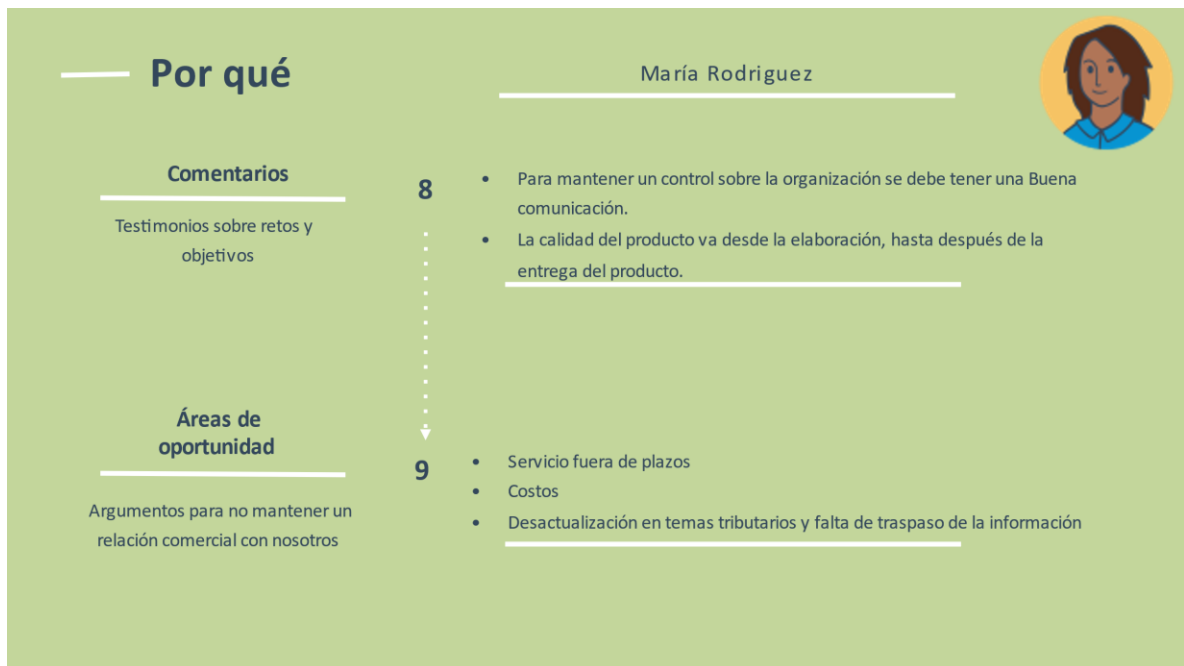 Por qué
María Rodriguez
Comentarios
Testimonios sobre retos y
objetivos
8
• Para mantener un control sobre la organización se debe tener una Buena
comunicación.
• La calidad del producto va desde la elaboración, hasta después de la
entrega del producto.
Áreas de
oportunidad
Argumentos para no mantener un
relación comercial con nosotros
9
• Servicio fuera de plazos
• Costos
• Desactualización en temas tributarios y falta de traspaso de la información